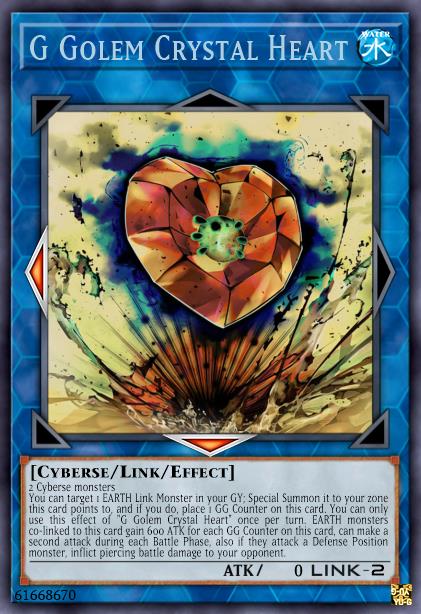 G Golem Crystal Heart
WATER
水
[Cyberse/Link/Effect]
2 Cyberse monsters
You can target 1 EARTH Link Monster in your GY; Special Summon it to your zone
this card points to, and if you do, place 1 GG Counter on this card. You can only
use this effect of "G Golem Crystal Heart" once per turn. EARTH monsters
co-linked to this card gain 600 ATK for each GG Counter on this card, can make a
second attack during each Battle Phase, also if they attack a Defense Position
monster, inflict piercing battle damage to your opponent.
ATK/ 0 LINK-2
61668670